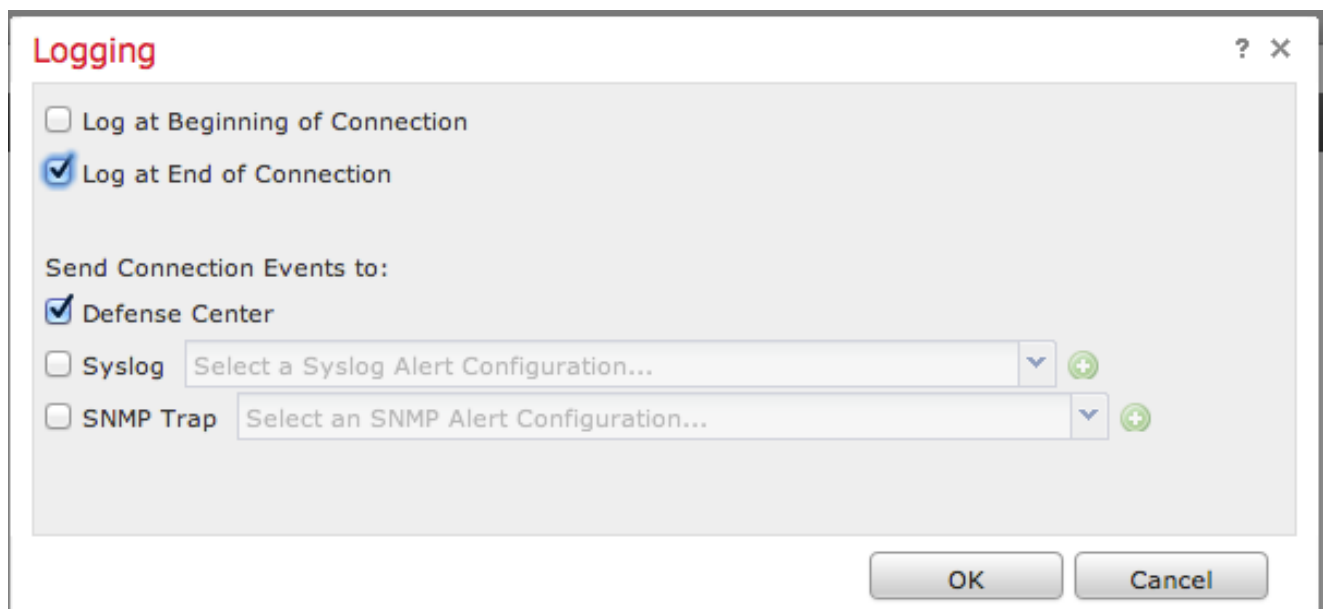 Logging ?
Log at Beginning of Connection
Log at End of Connection
Send Connection Events to:
Defense Center
Syslog Select a Syslog Alert Configuration...
SNMP Trap Select an SNMP Alert Configuration...
OK Cancel